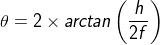 θ = 2 × arctan(h/2f)